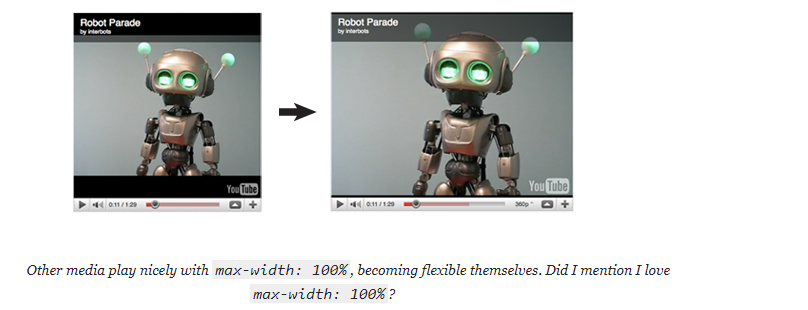 Robot Parade
by interbots
YouTube
0:11 / 1:29
Robot Parade
by interbots
YouTube
0:11 / 1:29
360p
Other media play nicely with max-width: 100%, becoming flexible themselves. Did I mention I love
max-width: 100%?